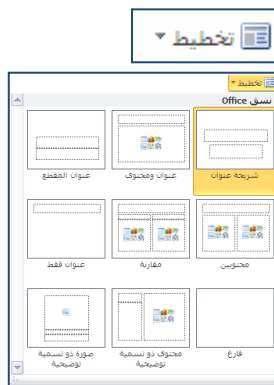 تخطيط
تخطيط
نسق Office
شريحة عنوان
عنوان ومحتوى
عنوان المقطع
محتويين
مقارنة
عنوان فقط
فارغ
محتوى ذو تسمية
توضيحية
صورة ذو تسمية
توضيحية